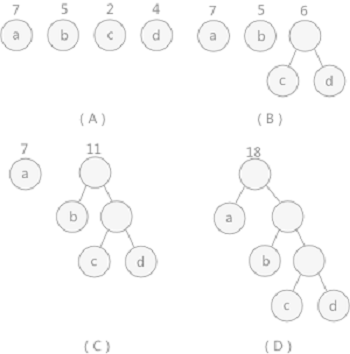 7 5 2 4 7 5 6
a b c d a b
c d
( A ) ( B )
7 11 18
a
b a
c d b
c d
( C ) ( D )